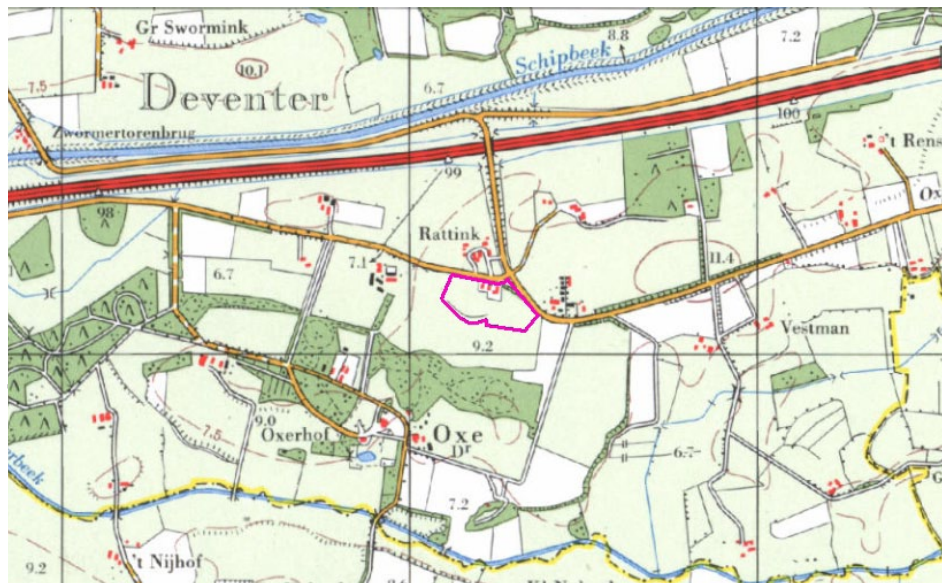 Gr Swormink
7.5
10.1
Deventer
6.7
Schipbeek
8.8
7.2
Zwormertorenbrug
100
't Rens
99
98
Ox
Rattink
6.7
7.1
11.4
9.2
Vestman
9.0
7.5
Oxerhof
Oxe
Dr
6.7
G
beek
7.2
't Nijhof
9.2